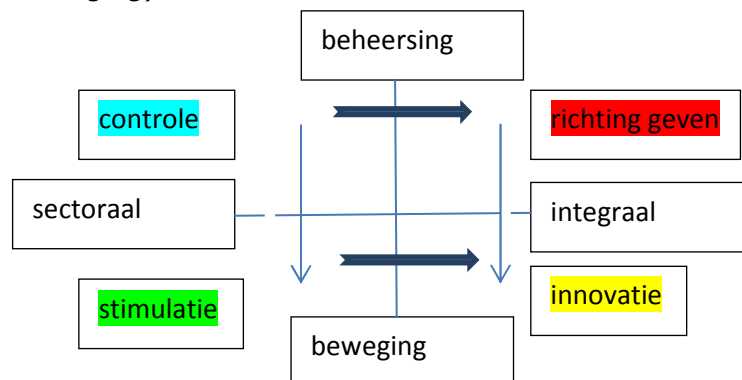 beheersing
controle
richting geven
sectoraal
integraal
stimulatie
innovatie
beweging